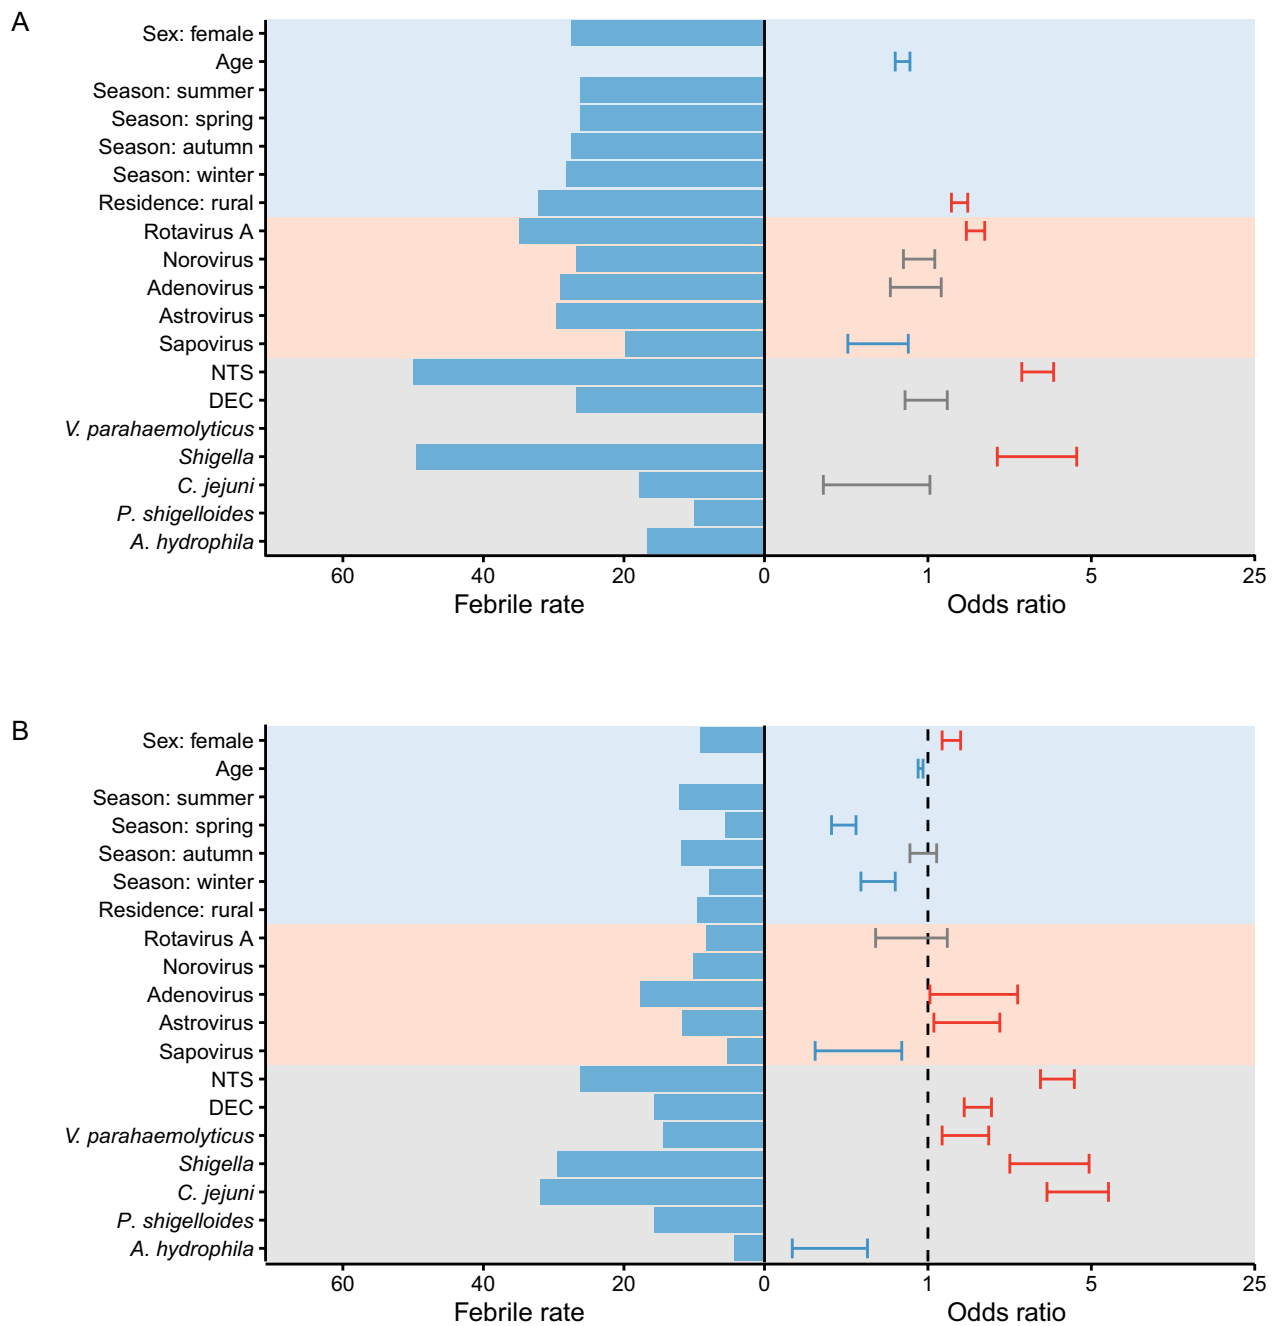 A
Sex: female
Age
Season: summer
Season: spring
Season: autumn
Season: winter
Residence: rural
Rotavirus A
Norovirus
Adenovirus
Astrovirus
Sapovirus
NTS
DEC
V. parahaemolyticus
Shigella
C. jejuni
P. shigelloides
A. hydrophila
60 40 20 0 1 5 25
Febrile rate Odds ratio
B
Sex: female
Age
Season: summer
Season: spring
Season: autumn
Season: winter
Residence: rural
Rotavirus A
Norovirus
Adenovirus
Astrovirus
Sapovirus
NTS
DEC
V. parahaemolyticus
Shigella
C. jejuni
P. shigelloides
A. hydrophila
60 40 20 0 1 5 25
Febrile rate Odds ratio